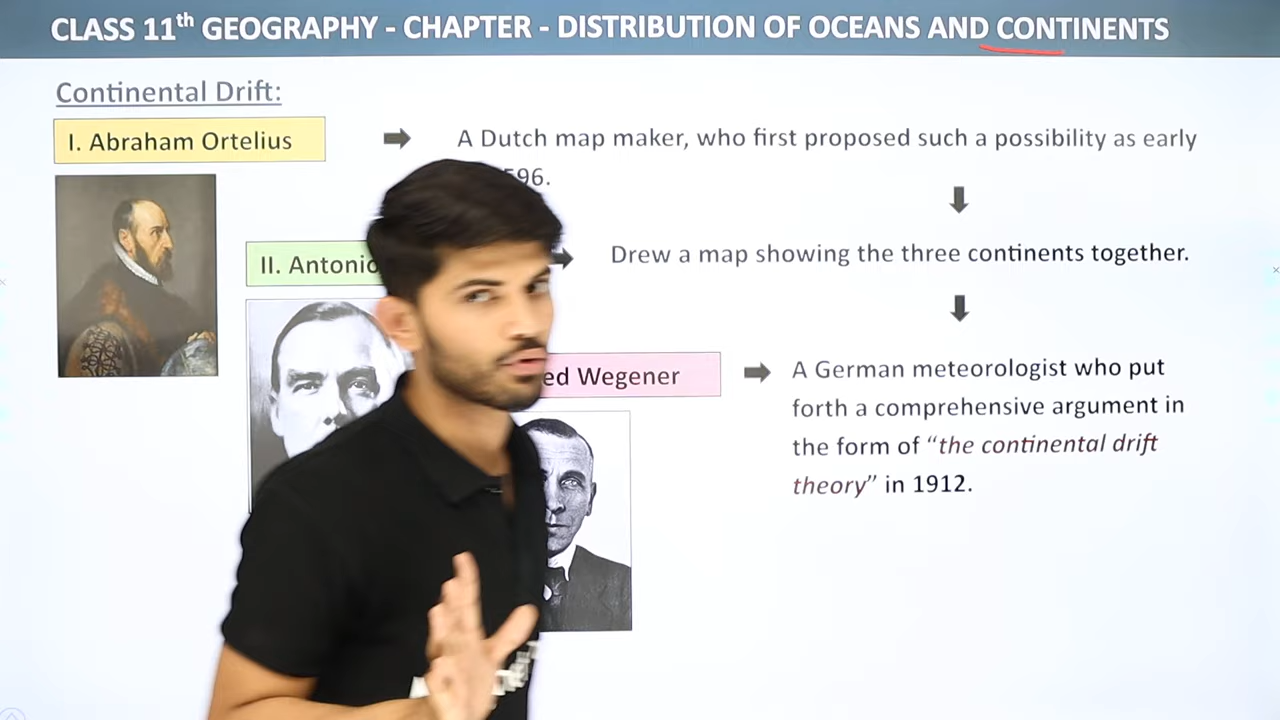 CLASS 11th GEOGRAPHY - CHAPTER - DISTRIBUTION OF OCEANS AND CONTINENTS
Continental Drift:
I. Abraham Ortelius
A Dutch map maker, who first proposed such a possibility as early
596.
II. Antonio
Drew a map showing the three continents together.
ed Wegener
A German meteorologist who put
forth a comprehensive argument in
the form of “the continental drift
theory” in 1912.